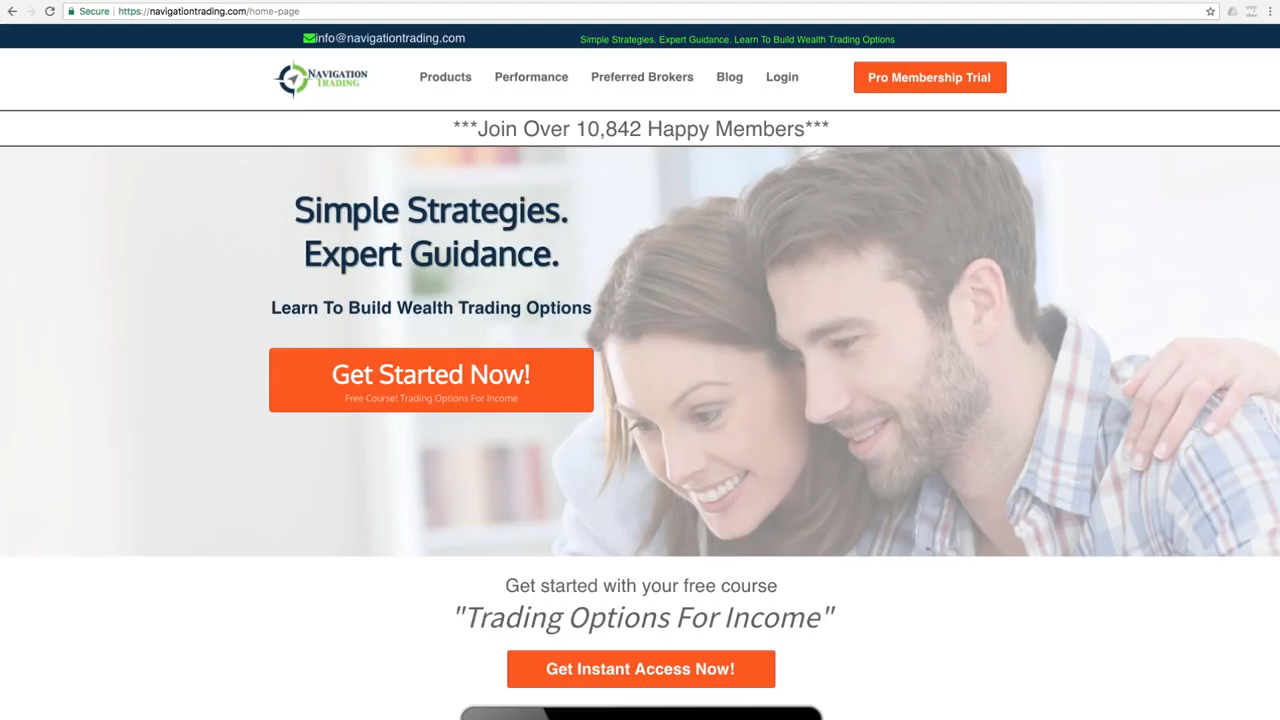 Secure https://navigationtrading.com/home-page
info@navigationtrading.com Simple Strategies. Expert Guidance. Learn To Build Wealth Trading Options
NAVIGATION
TRADING
Products Performance Preferred Brokers Blog Login Pro Membership Trial
***Join Over 10,842 Happy Members***
Simple Strategies.
Expert Guidance.
Learn To Build Wealth Trading Options
Get Started Now!
Free Course! Trading Options For Income
Get started with your free course
"Trading Options For Income"
Get Instant Access Now!